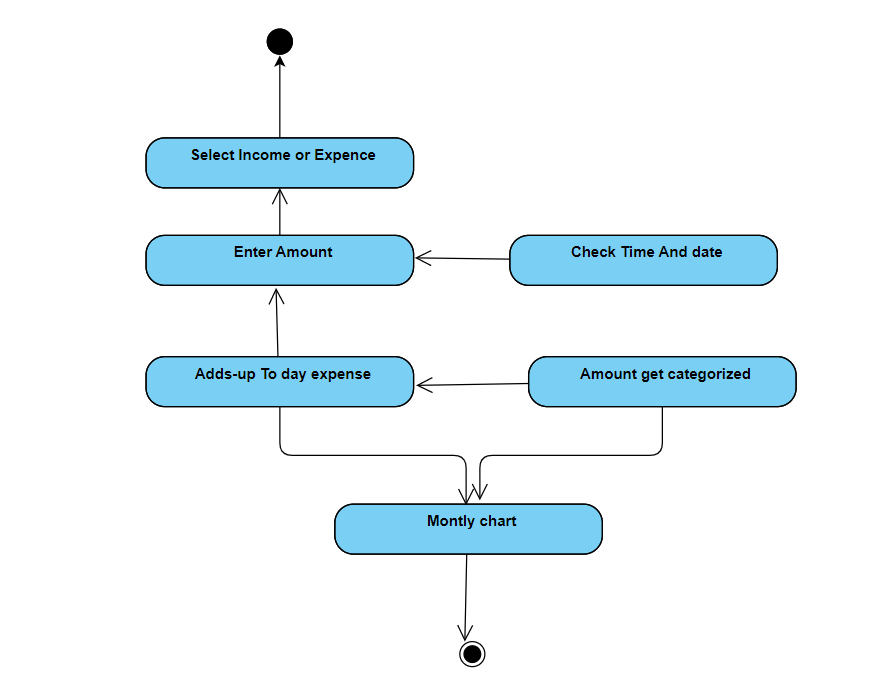 Select Income or Expence
Enter Amount
Check Time And date
Adds-up To day expense
Amount get categorized
Montly chart